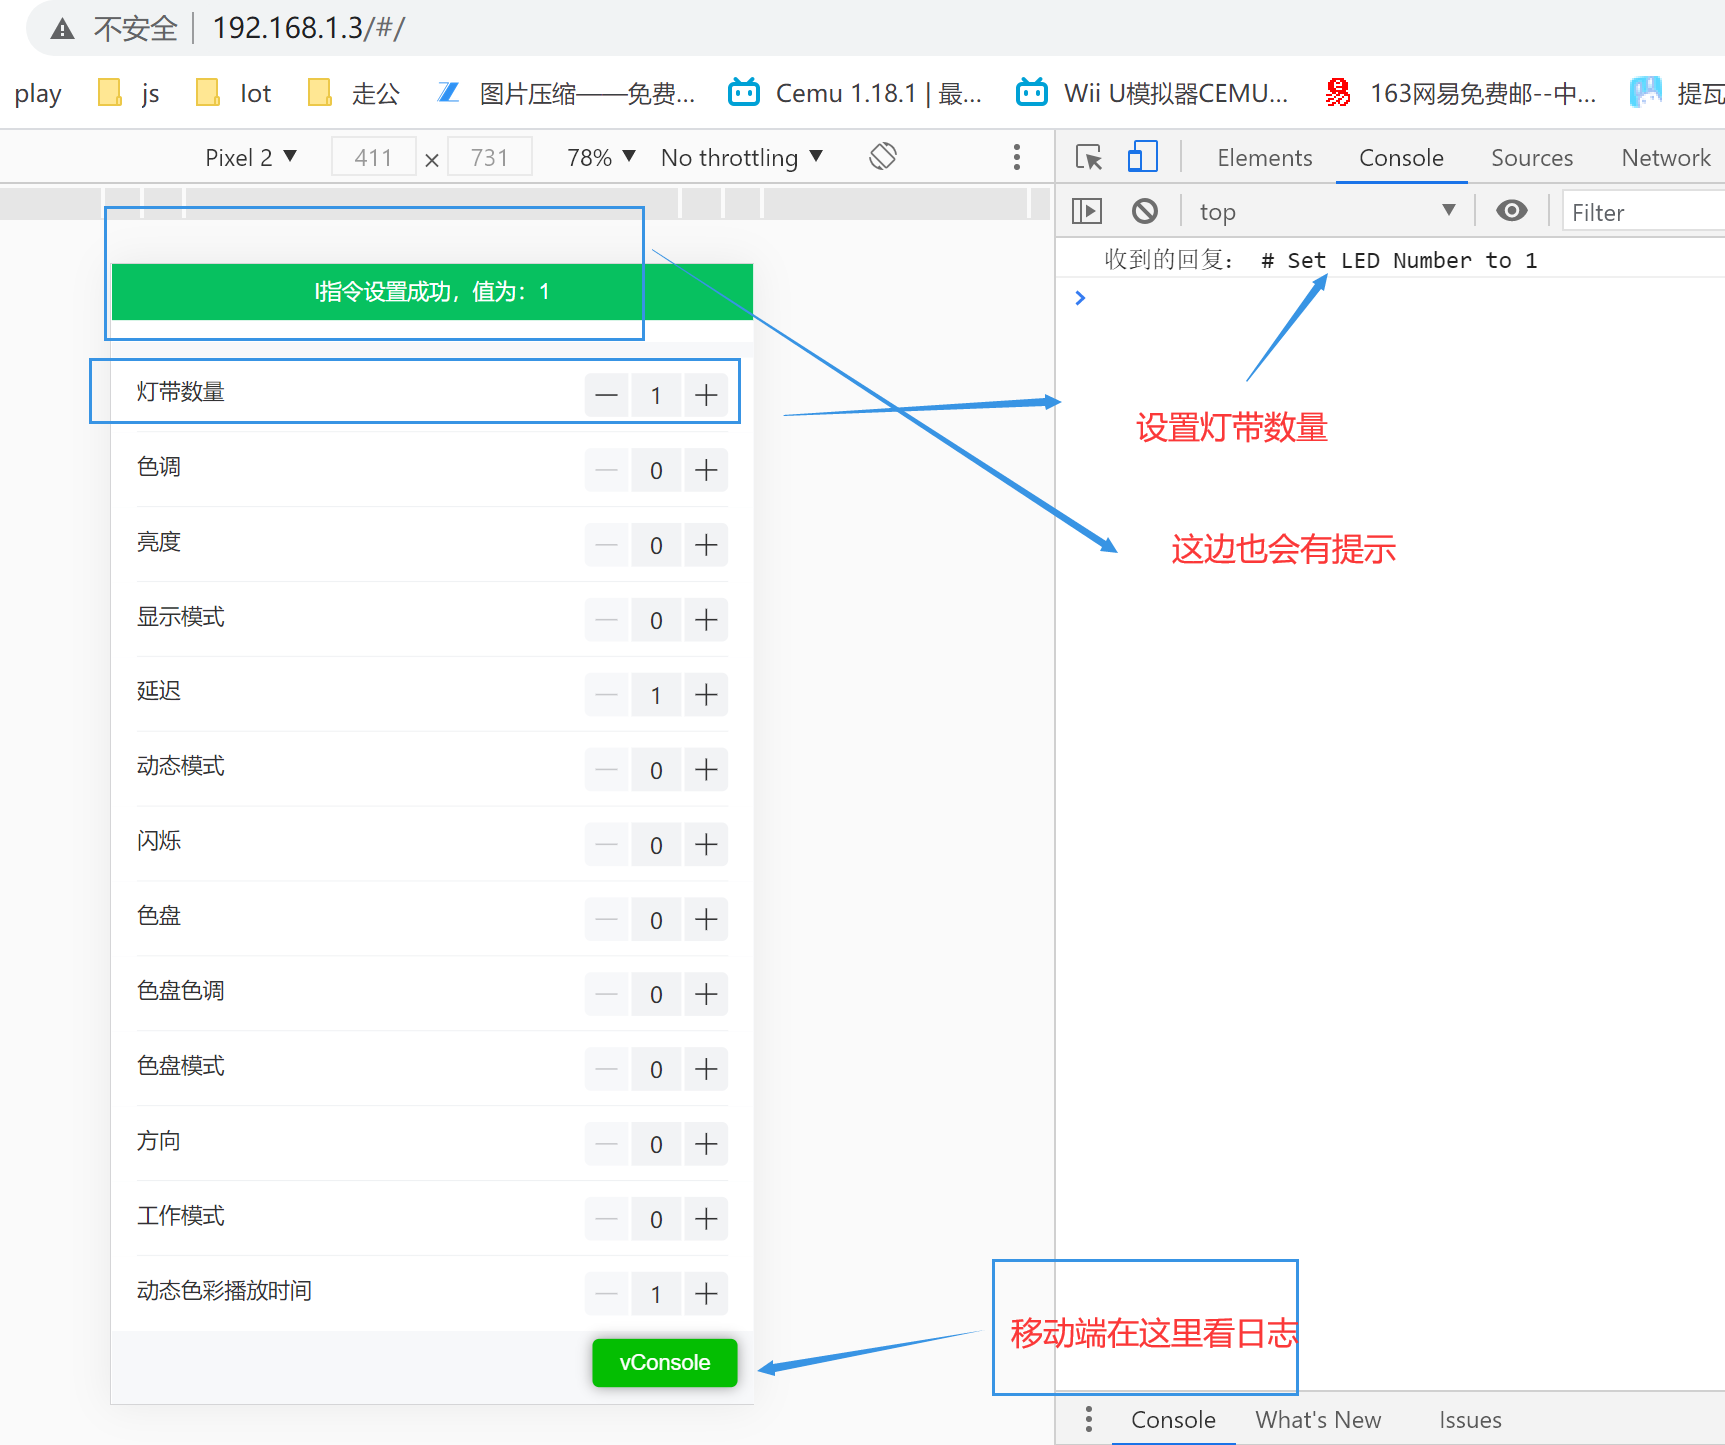 不安全 192.168.1.3/#/
play js Iot 走公 图片压缩——免费... Cemu 1.18.1 | 最... Wii U模拟器CEMU... 163网易免费邮--中... 提瓦
Pixel 2 411 × 731 78% No throttling
Elements Console Sources Network
top Filter
收到的回复： # Set LED Number to 1
I指令设置成功，值为：1
灯带数量 1
设置灯带数量
色调 0
亮度 0
这边也会有提示
显示模式 0
延迟 1
动态模式 0
闪烁 0
色盘 0
色盘色调 0
色盘模式 0
方向 0
工作模式 0
动态色彩播放时间 1
移动端在这里看日志
vConsole
Console What's New Issues